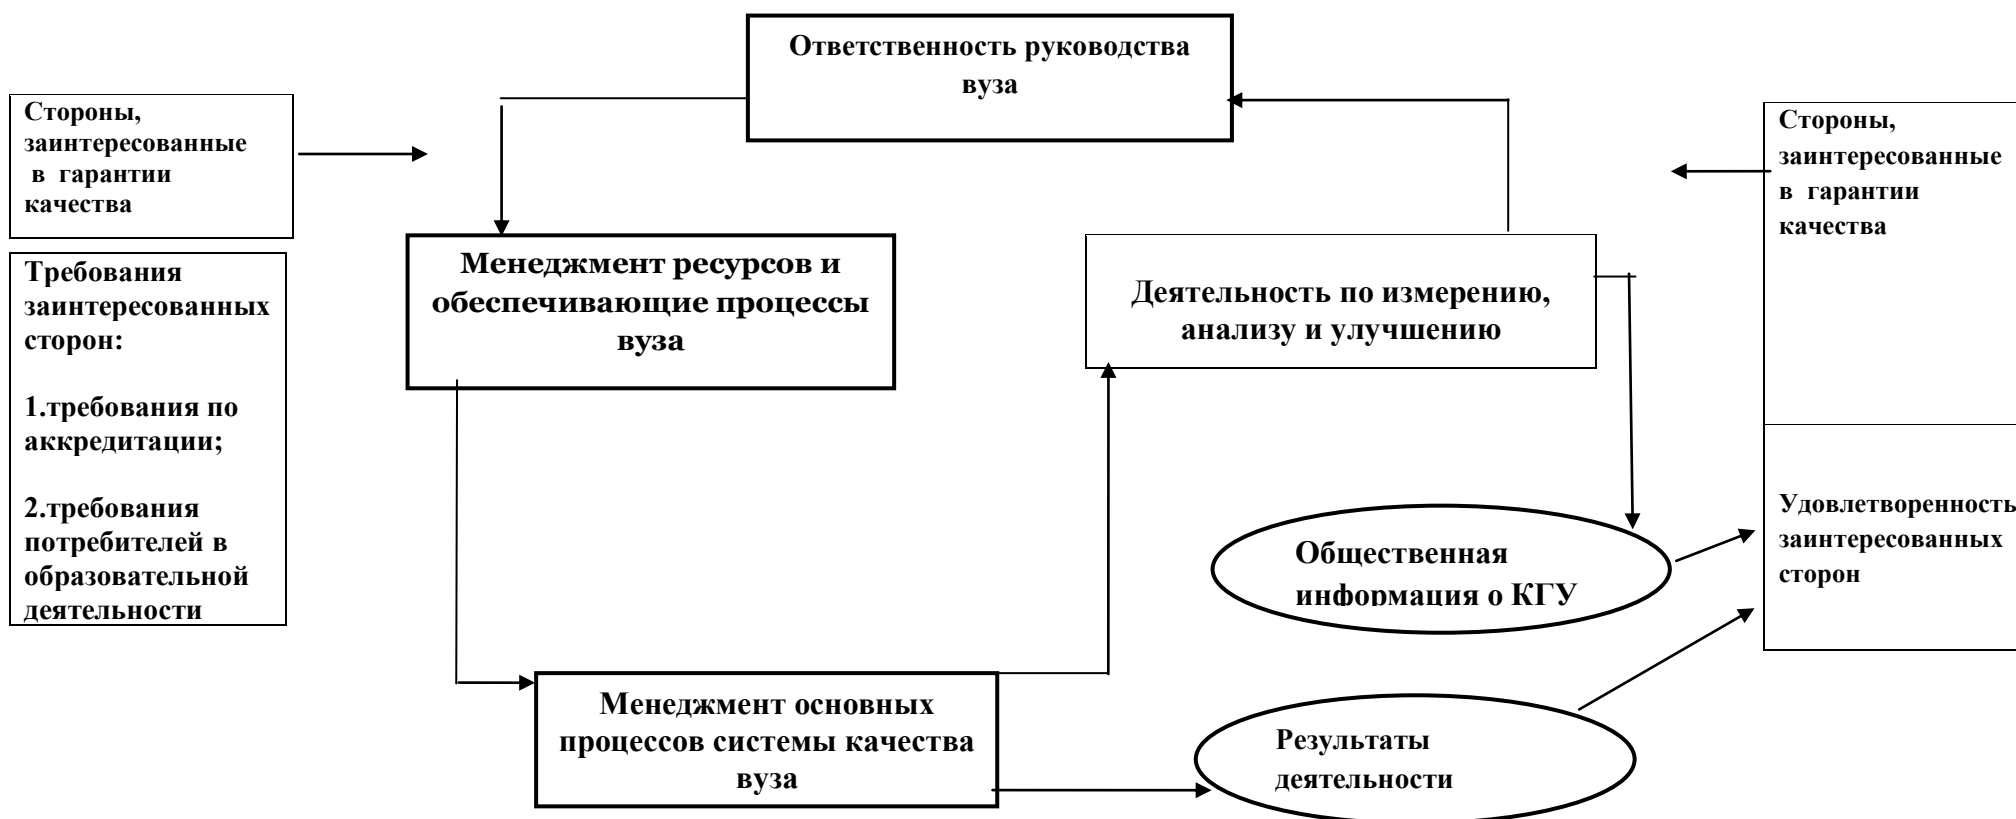 Ответственность руководства
вуза
Стороны,
заинтересованные
в гарантии
качества
Требования
заинтересованных
сторон:
1.требования по
аккредитации;
2.требования
потребителей в
образовательной
деятельности
Менеджмент ресурсов и
обеспечивающие процессы
вуза
Деятельность по измерению,
анализу и улучшению
Стороны,
заинтересованные
в гарантии
качества
Удовлетворенность
заинтересованных
сторон
Общественная
информация о КГУ
Менеджмент основных
процессов системы качества
вуза
Результаты
деятельности